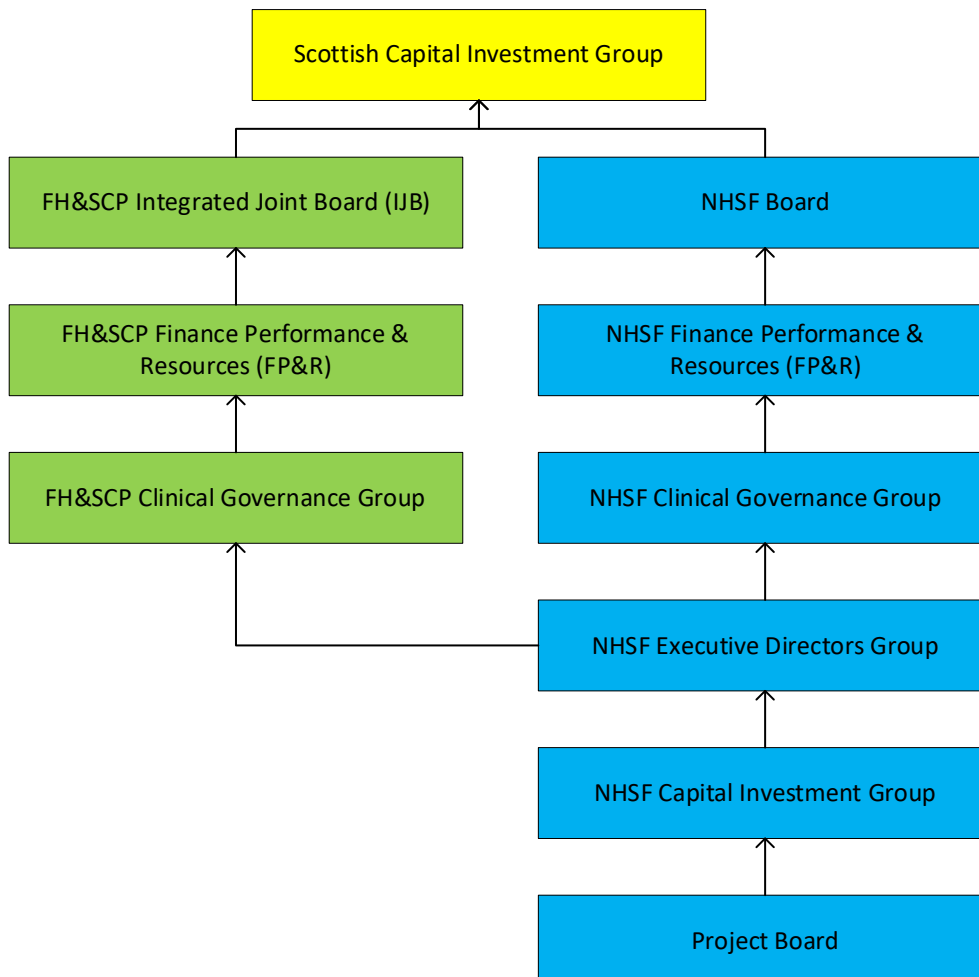 Scottish Capital Investment Group
FH&SCP Integrated Joint Board (IJB)
NHSF Board
FH&SCP Finance Performance &
Resources (FP&R)
NHSF Finance Performance &
Resources (FP&R)
FH&SCP Clinical Governance Group
NHSF Clinical Governance Group
NHSF Executive Directors Group
NHSF Capital Investment Group
Project Board